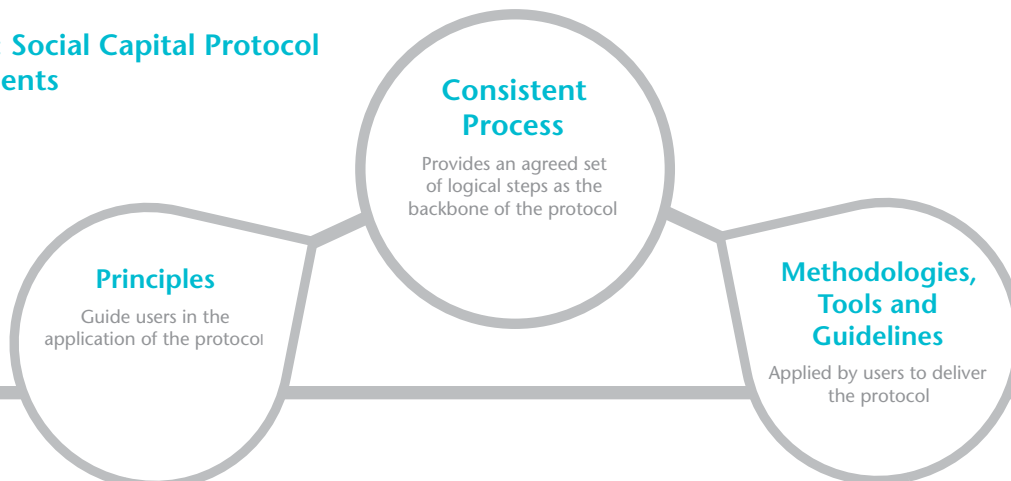 : Social Capital Protocol
ents
Consistent
Process
Provides an agreed set
of logical steps as the
backbone of the protocol
Principles
Guide users in the
application of the protocol
Methodologies,
Tools and
Guidelines
Applied by users to deliver
the protocol